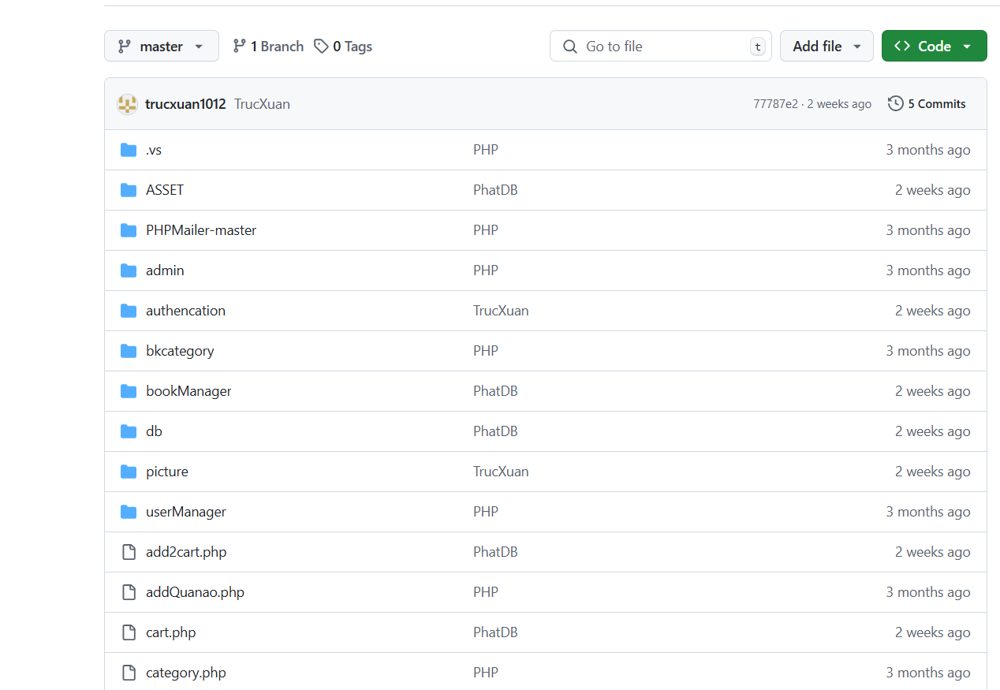 master 1 Branch 0 Tags Go to file t Add file Code
trucxuan1012 TrucXuan 77787e2 · 2 weeks ago 5 Commits
.vs PHP 3 months ago
ASSET PhatDB 2 weeks ago
PHPMailer-master PHP 3 months ago
admin PHP 3 months ago
authencation TrucXuan 2 weeks ago
bkcategory PHP 3 months ago
bookManager PhatDB 2 weeks ago
db PhatDB 2 weeks ago
picture TrucXuan 2 weeks ago
userManager PHP 3 months ago
add2cart.php PhatDB 2 weeks ago
addQuanao.php PHP 3 months ago
cart.php PhatDB 2 weeks ago
category.php PHP 3 months ago